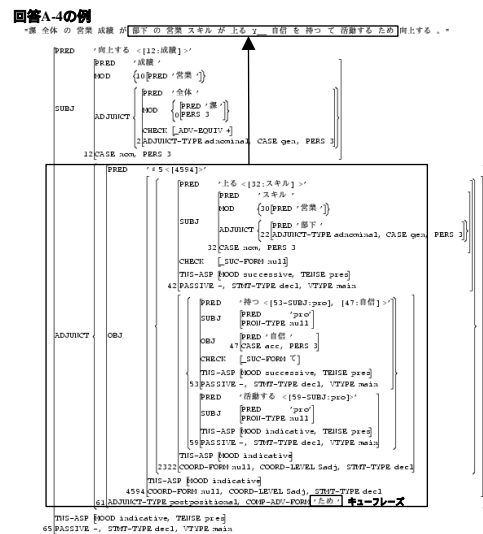 回答A-4の例
"課 全体 の 営業 成績 が 部下 の 営業 スキル が 上る γ__ 自信 を 持つ て 活動する ため 向上する 。"
PRED '向上する <[12:成績]>'
PRED '成績'
MOD {10[PRED '営業']}
SUBJ
PRED '全体'
MOD {0[PRED '課' PERS 3]}
ADJUNCT
CHECK [_ADV-EQUIV +]
2 ADJUNCT-TYPE adnominal, CASE gen, PERS 3
12 CASE nom, PERS 3
PRED 'ず5<[4594]>'
PRED '上る <[32:スキル]>'
PRED 'スキル'
MOD {30[PRED '営業']}
SUBJ
ADJUNCT {22[PRED '部下' ADJUNCT-TYPE adnominal, CASE gen, PERS 3]}
32 CASE nom, PERS 3
CHECK [_SUC-FORM null]
TNS-ASP [MOOD successive, TENSE pres]
42 PASSIVE -, STMT-TYPE decl, VTYPE main
PRED '持つ <[53-SUBJ:pro], [47:自信]>'
SUBJ [PRED 'pro' PRON-TYPE null]
OBJ 47[PRED '自信' CASE acc, PERS 3]
CHECK [_SUC-FORM て]
TNS-ASP [MOOD successive, TENSE pres]
53 PASSIVE -, STMT-TYPE decl, VTYPE main
ADJUNCT
OBJ
PRED '活動する <[59-SUBJ:pro]>'
SUBJ [PRED 'pro' PRON-TYPE null]
TNS-ASP [MOOD indicative, TENSE pres]
59 PASSIVE -, STMT-TYPE decl, VTYPE main
TNS-ASP [MOOD indicative]
2322 COORD-FORM null, COORD-LEVEL Sadj, STMT-TYPE decl
TNS-ASP [MOOD indicative]
4594 COORD-FORM null, COORD-LEVEL Sadj, STMT-TYPE decl
61 ADJUNCT-TYPE postpositional, COMP-ADV-FORM 'ため' キューフレーズ
TNS-ASP [MOOD indicative, TENSE pres]
65 PASSIVE -, STMT-TYPE decl, VTYPE main